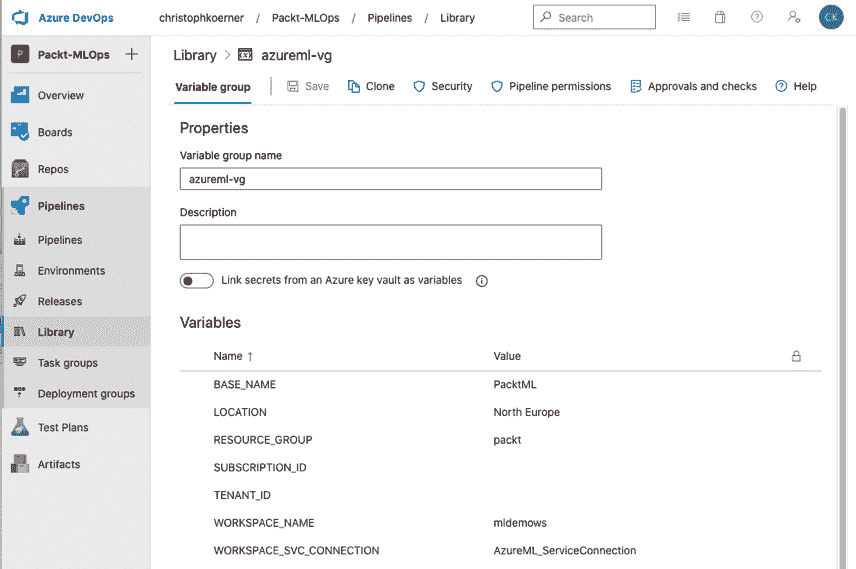 Azure DevOps
christophkoerner / Packt-MLOps / Pipelines / Library
Search
CK
P Packt-MLOps +
Overview
Boards
Repos
Pipelines
Pipelines
Environments
Releases
Library
Task groups
Deployment groups
Test Plans
Artifacts
Library > azureml-vg
Variable group
Save
Clone
Security
Pipeline permissions
Approvals and checks
Help
Properties
Variable group name
azureml-vg
Description
Link secrets from an Azure key vault as variables
Variables
Name ↑ Value
BASE_NAME PacktML
LOCATION North Europe
RESOURCE_GROUP packt
SUBSCRIPTION_ID
TENANT_ID
WORKSPACE_NAME mldemows
WORKSPACE_SVC_CONNECTION AzureML_ServiceConnection